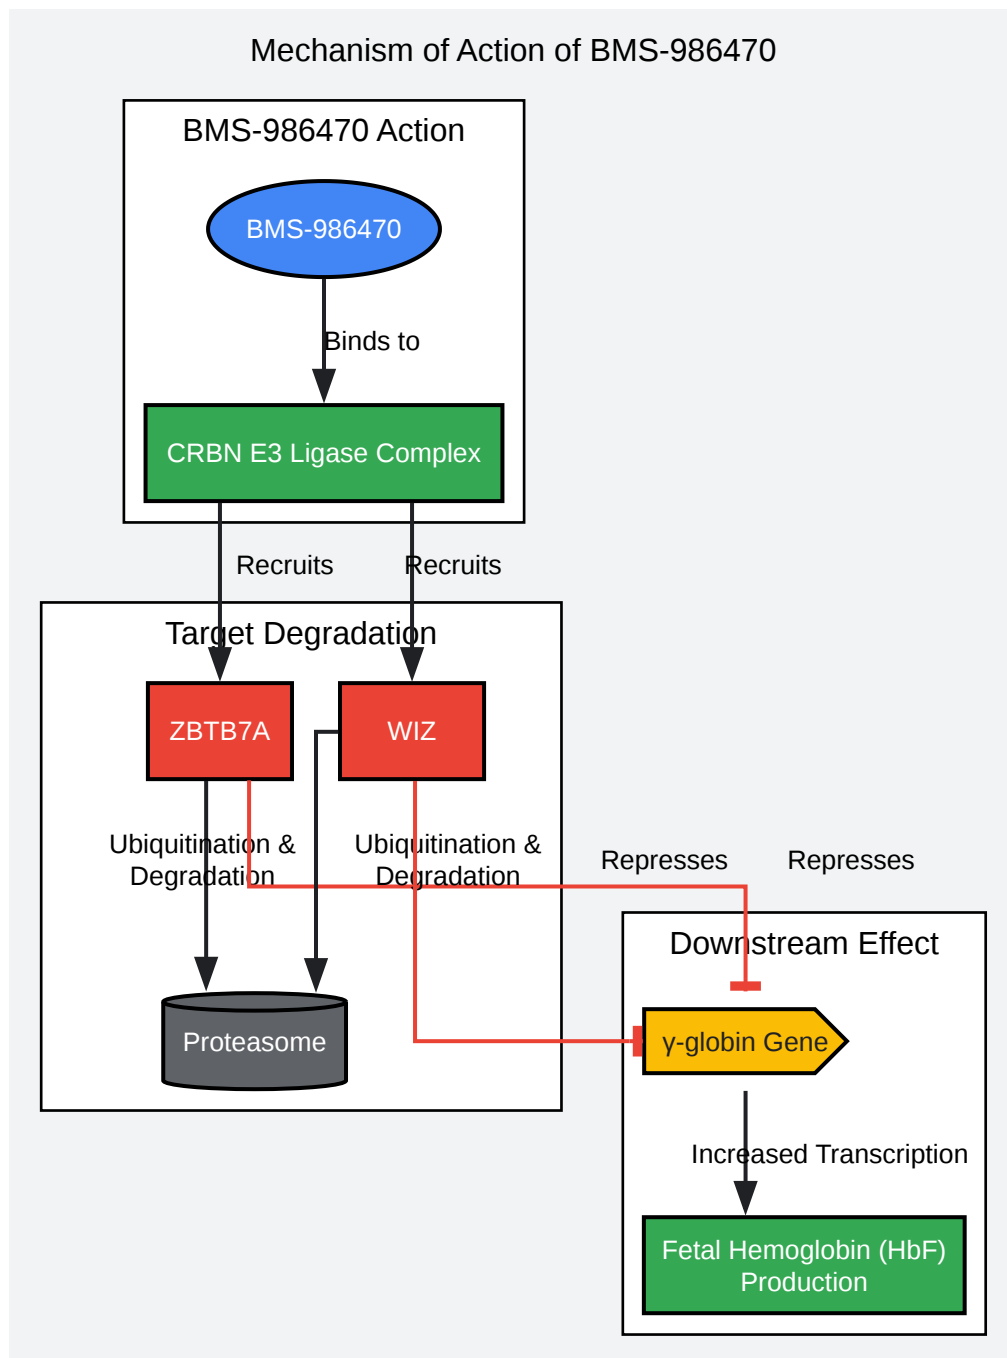 Mechanism of Action of BMS-986470
BMS-986470 Action
BMS-986470
Binds to
CRBN E3 Ligase Complex
Recruits
Recruits
Target Degradation
ZBTB7A
WIZ
Ubiquitination &
Degradation
Ubiquitination &
Degradation
Represses
Represses
Downstream Effect
Proteasome
γ-globin Gene
Increased Transcription
Fetal Hemoglobin (HbF)
Production